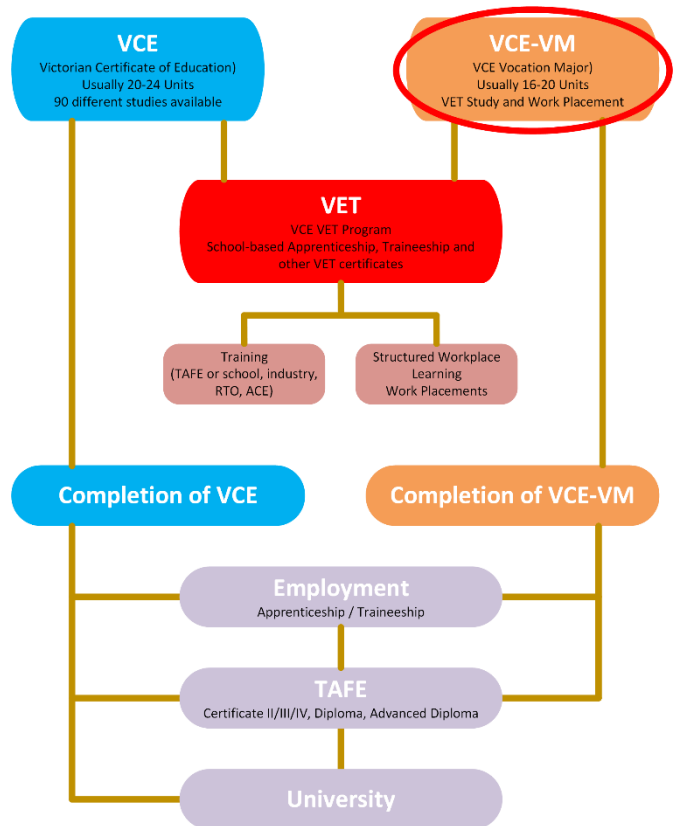 VCE
Victorian Certificate of Education)
Usually 20-24 Units
90 different studies available
VCE-VM
VCE Vocation Major)
Usually 16-20 Units
VET Study and Work Placement
VET
VCE VET Program
School-based Apprenticeship, Traineeship and
other VET certificates
Training
(TAFE or school, industry,
RTO, ACE)
Structured Workplace
Learning
Work Placements
Completion of VCE
Completion of VCE-VM
Employment
Apprenticeship / Traineeship
TAFE
Certificate II/III/IV, Diploma, Advanced Diploma
University